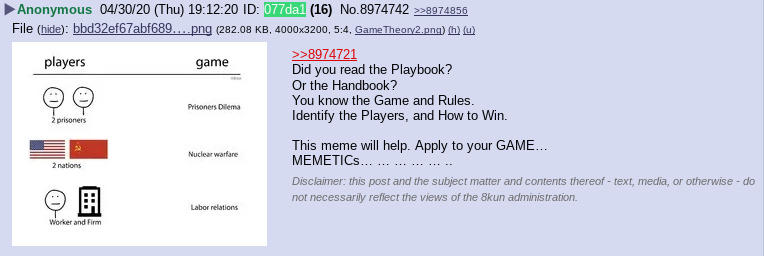 Anonymous 04/30/20 (Thu) 19:12:20 ID: 077da1 (16) No.8974742 >>8974856
File (hide): bbd32ef67abf689….png (282.08 KB, 4000x3200, 5:4, GameTheory2.png) (h) (u)
players game
Prisoners Dilema
2 prisoners
Nuclear warfare
2 nations
Labor relations
Worker and Firm
>>8974721
Did you read the Playbook?
Or the Handbook?
You know the Game and Rules.
Identify the Players, and How to Win.
This meme will help. Apply to your GAME…
MEMETICs… … … … … ..
Disclaimer: this post and the subject matter and contents thereof - text, media, or otherwise - do
not necessarily reflect the views of the 8kun administration.